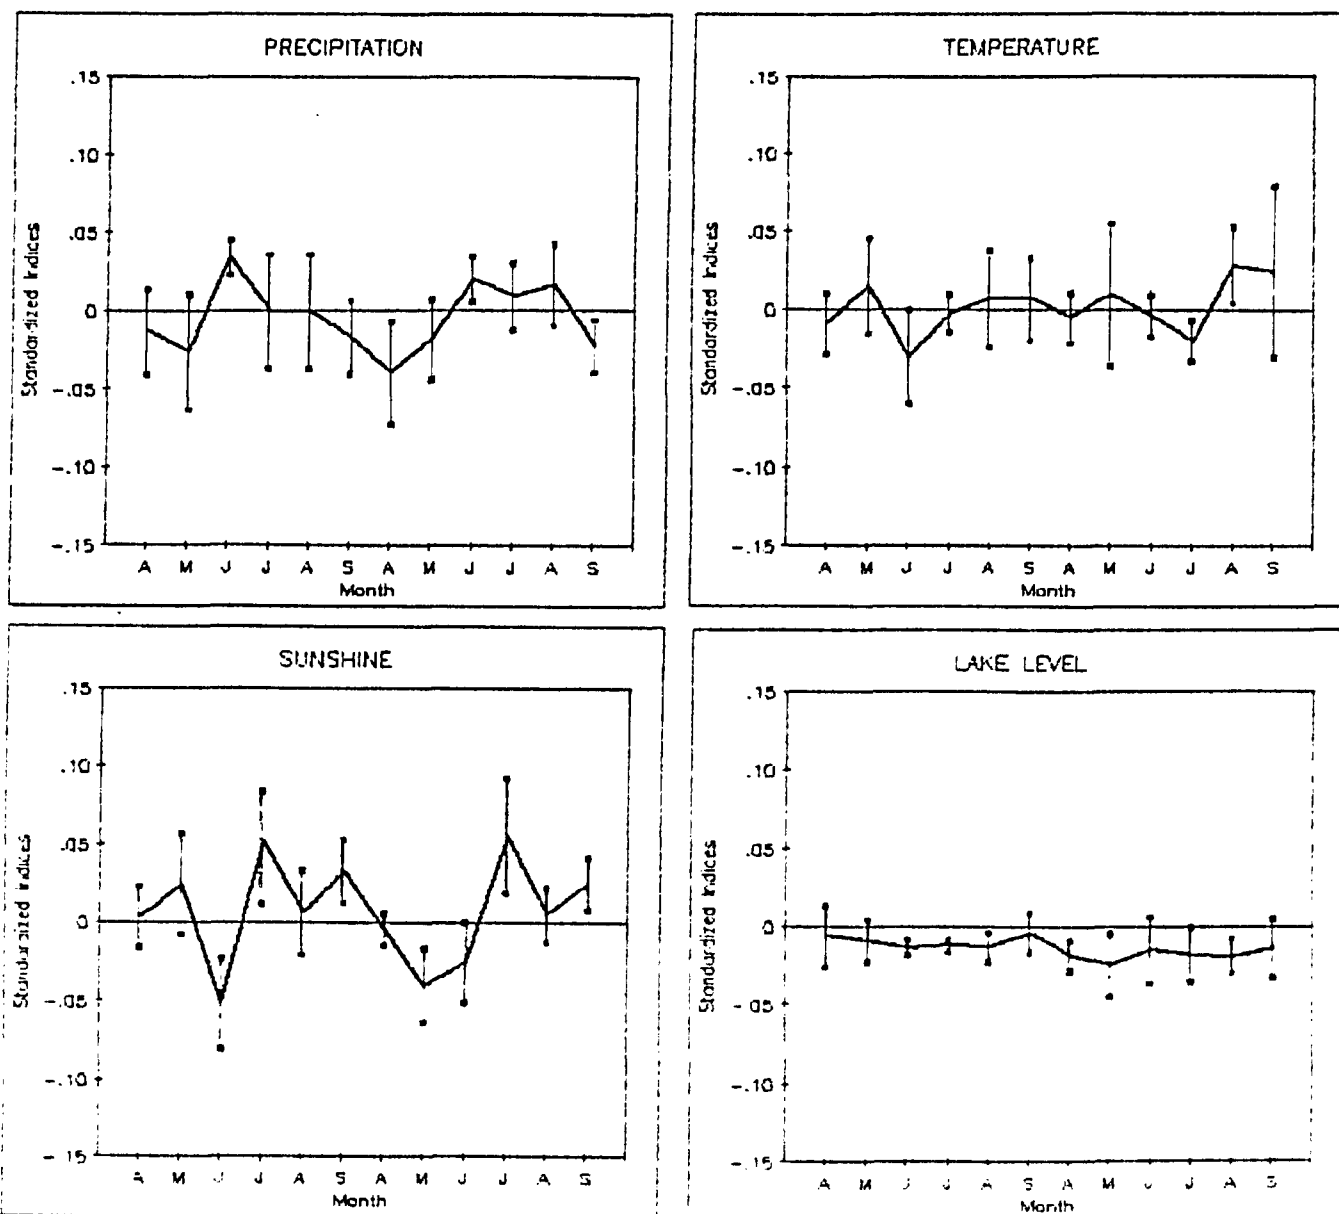 PRECIPITATION
.15
.10
.05
0
-.05
-.10
-.15
Standardized Indices
A M J J A S A M J J A S
Month
TEMPERATURE
.15
.10
.05
0
-.05
-.10
-.15
Standardized Indices
A M J J A S A M J J A S
Month
SUNSHINE
.15
.10
.05
0
-.05
-.10
-.15
Standardized Indices
A M J J A S A M J J A S
Month
LAKE LEVEL
.15
.10
.05
0
-.05
-.10
-.15
Standardized Indices
A M J J A S A M J J A S
Month